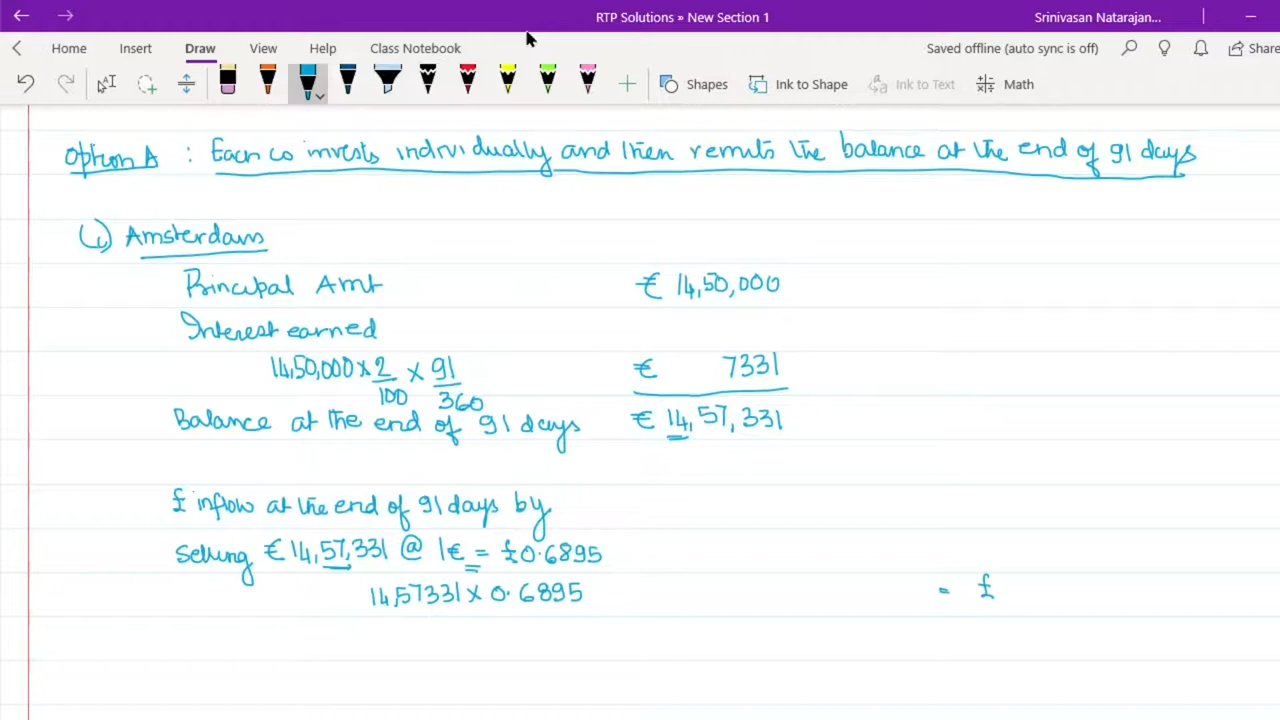 RTP Solutions » New Section 1
Srinivasan Natarajan...
Home Insert Draw View Help Class Notebook
Saved offline (auto sync is off)
Share
Shapes Ink to Shape Ink to Text Math
Option A : Each co invests individually and then remits the balance at the end of 91 days
(i) Amsterdam
Principal Amt € 14,50,000
Interest earned
14,50,000 × 2/100 × 91/360 € 7331
Balance at the end of 91 days € 14,57,331
£ inflow at the end of 91 days by
Selling € 14,57,331 @ 1€ = £0.6895
14,57331 × 0.6895 = £